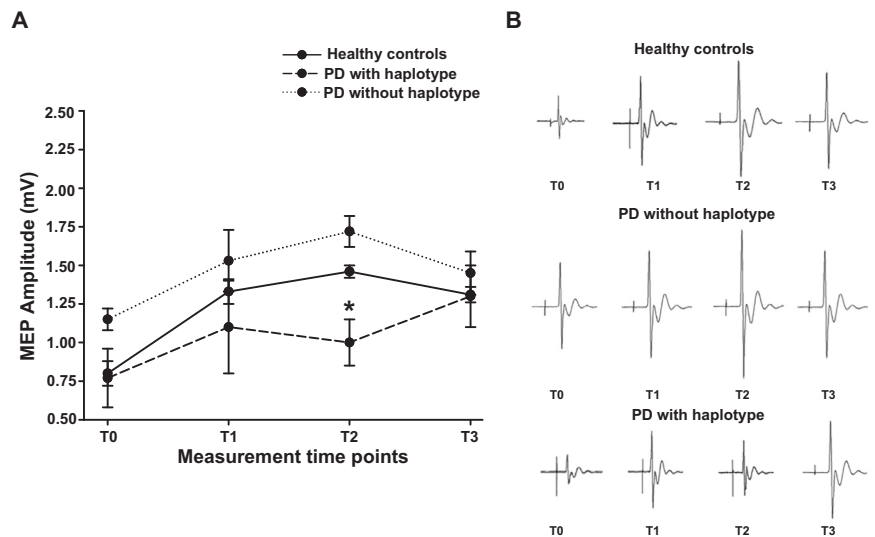 A
Healthy controls
PD with haplotype
PD without haplotype
2.50
2.25
2.00
1.75
1.50
1.25
1.00
0.75
0.50
MEP Amplitude (mV)
*
T0 T1 T2 T3
Measurement time points
B
Healthy controls
T0 T1 T2 T3
PD without haplotype
T0 T1 T2 T3
PD with haplotype
T0 T1 T2 T3